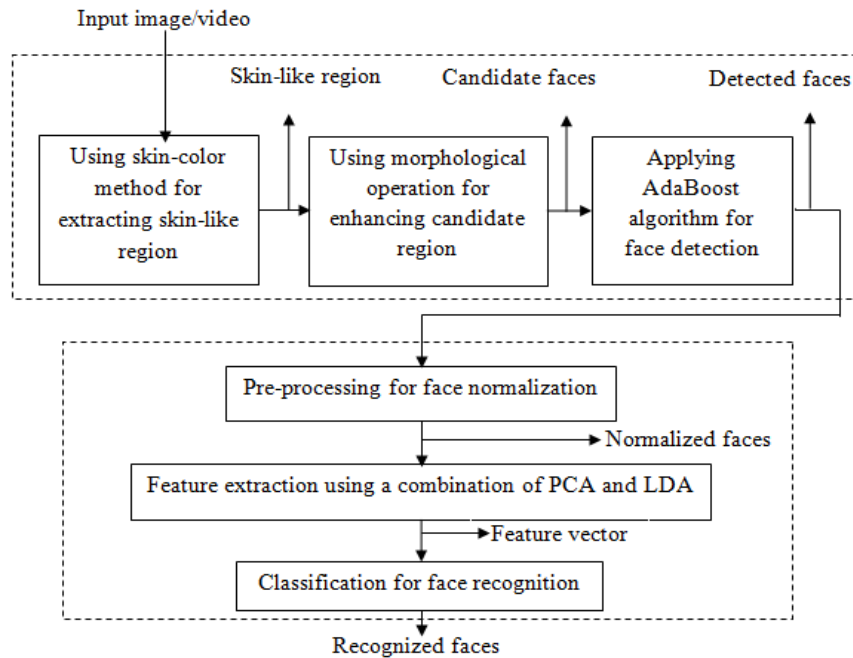 Input image/video
Skin-like region
Candidate faces
Detected faces
Using skin-color
method for
extracting skin-like
region
Using morphological
operation for
enhancing candidate
region
Applying
AdaBoost
algorithm for
face detection
Pre-processing for face normalization
Normalized faces
Feature extraction using a combination of PCA and LDA
Feature vector
Classification for face recognition
Recognized faces